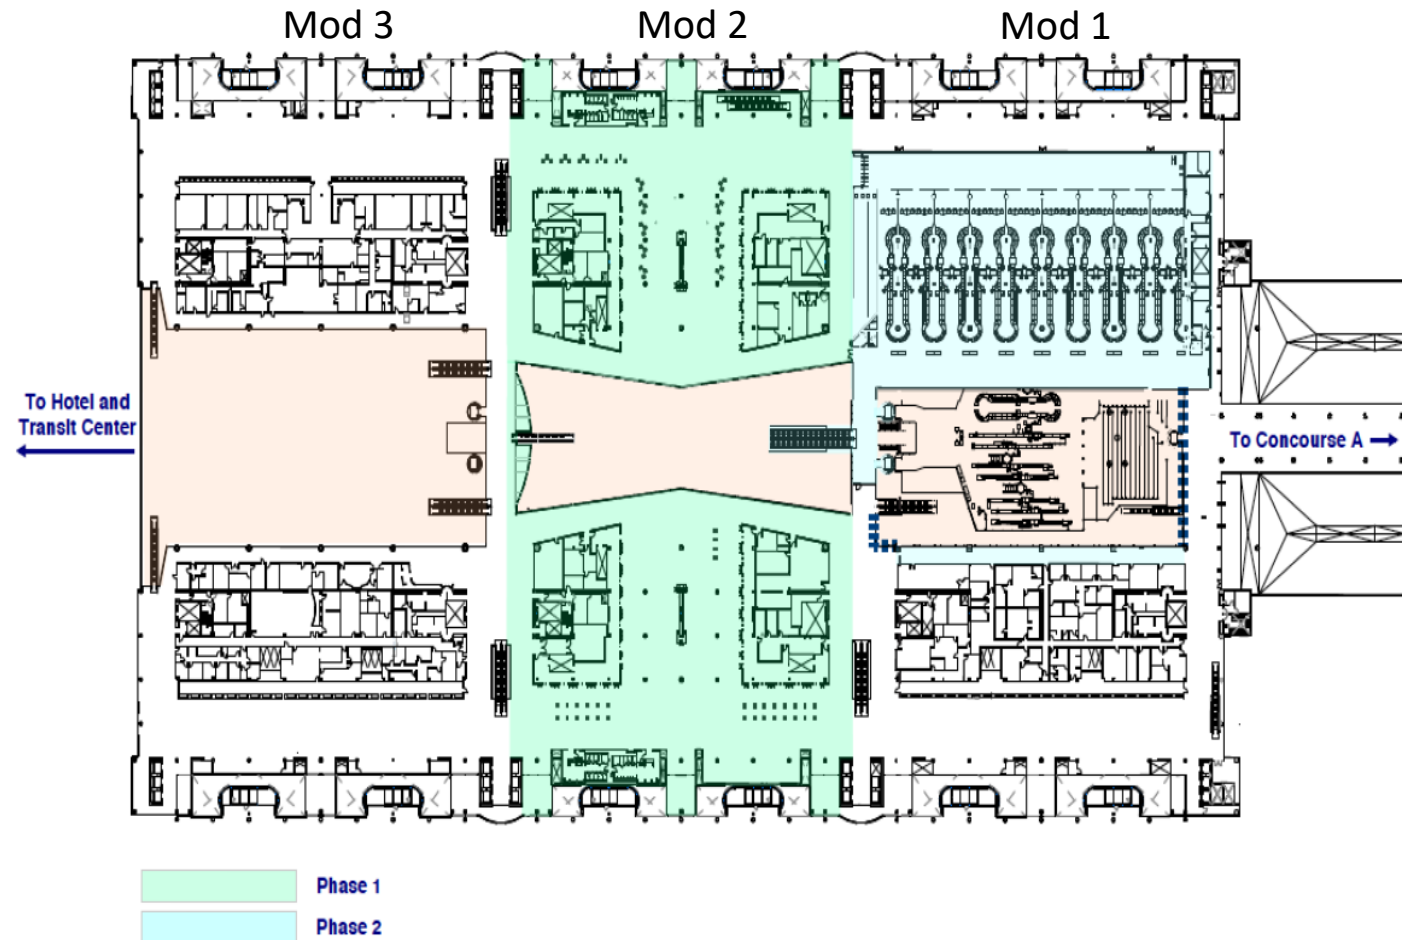 Mod 3
Mod 2
Mod 1
To Hotel and
Transit Center
To Concourse A
Phase 1
Phase 2